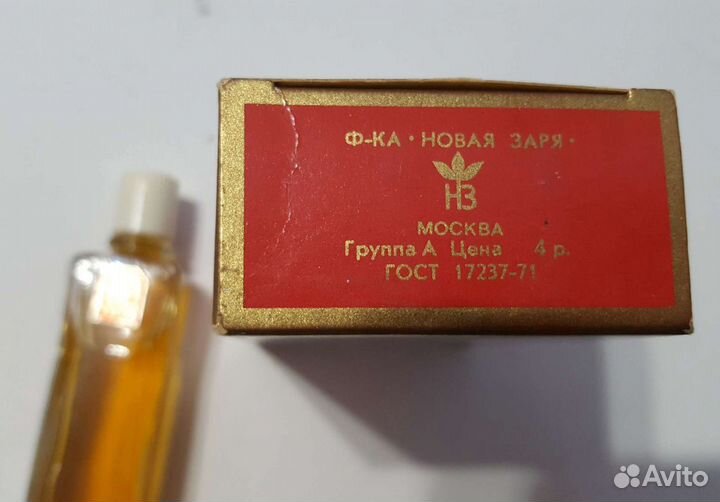 Ф-КА · НОВАЯ ЗАРЯ ·
НЗ
МОСКВА
Группа А Цена 4 р.
ГОСТ 17237-71
Avito